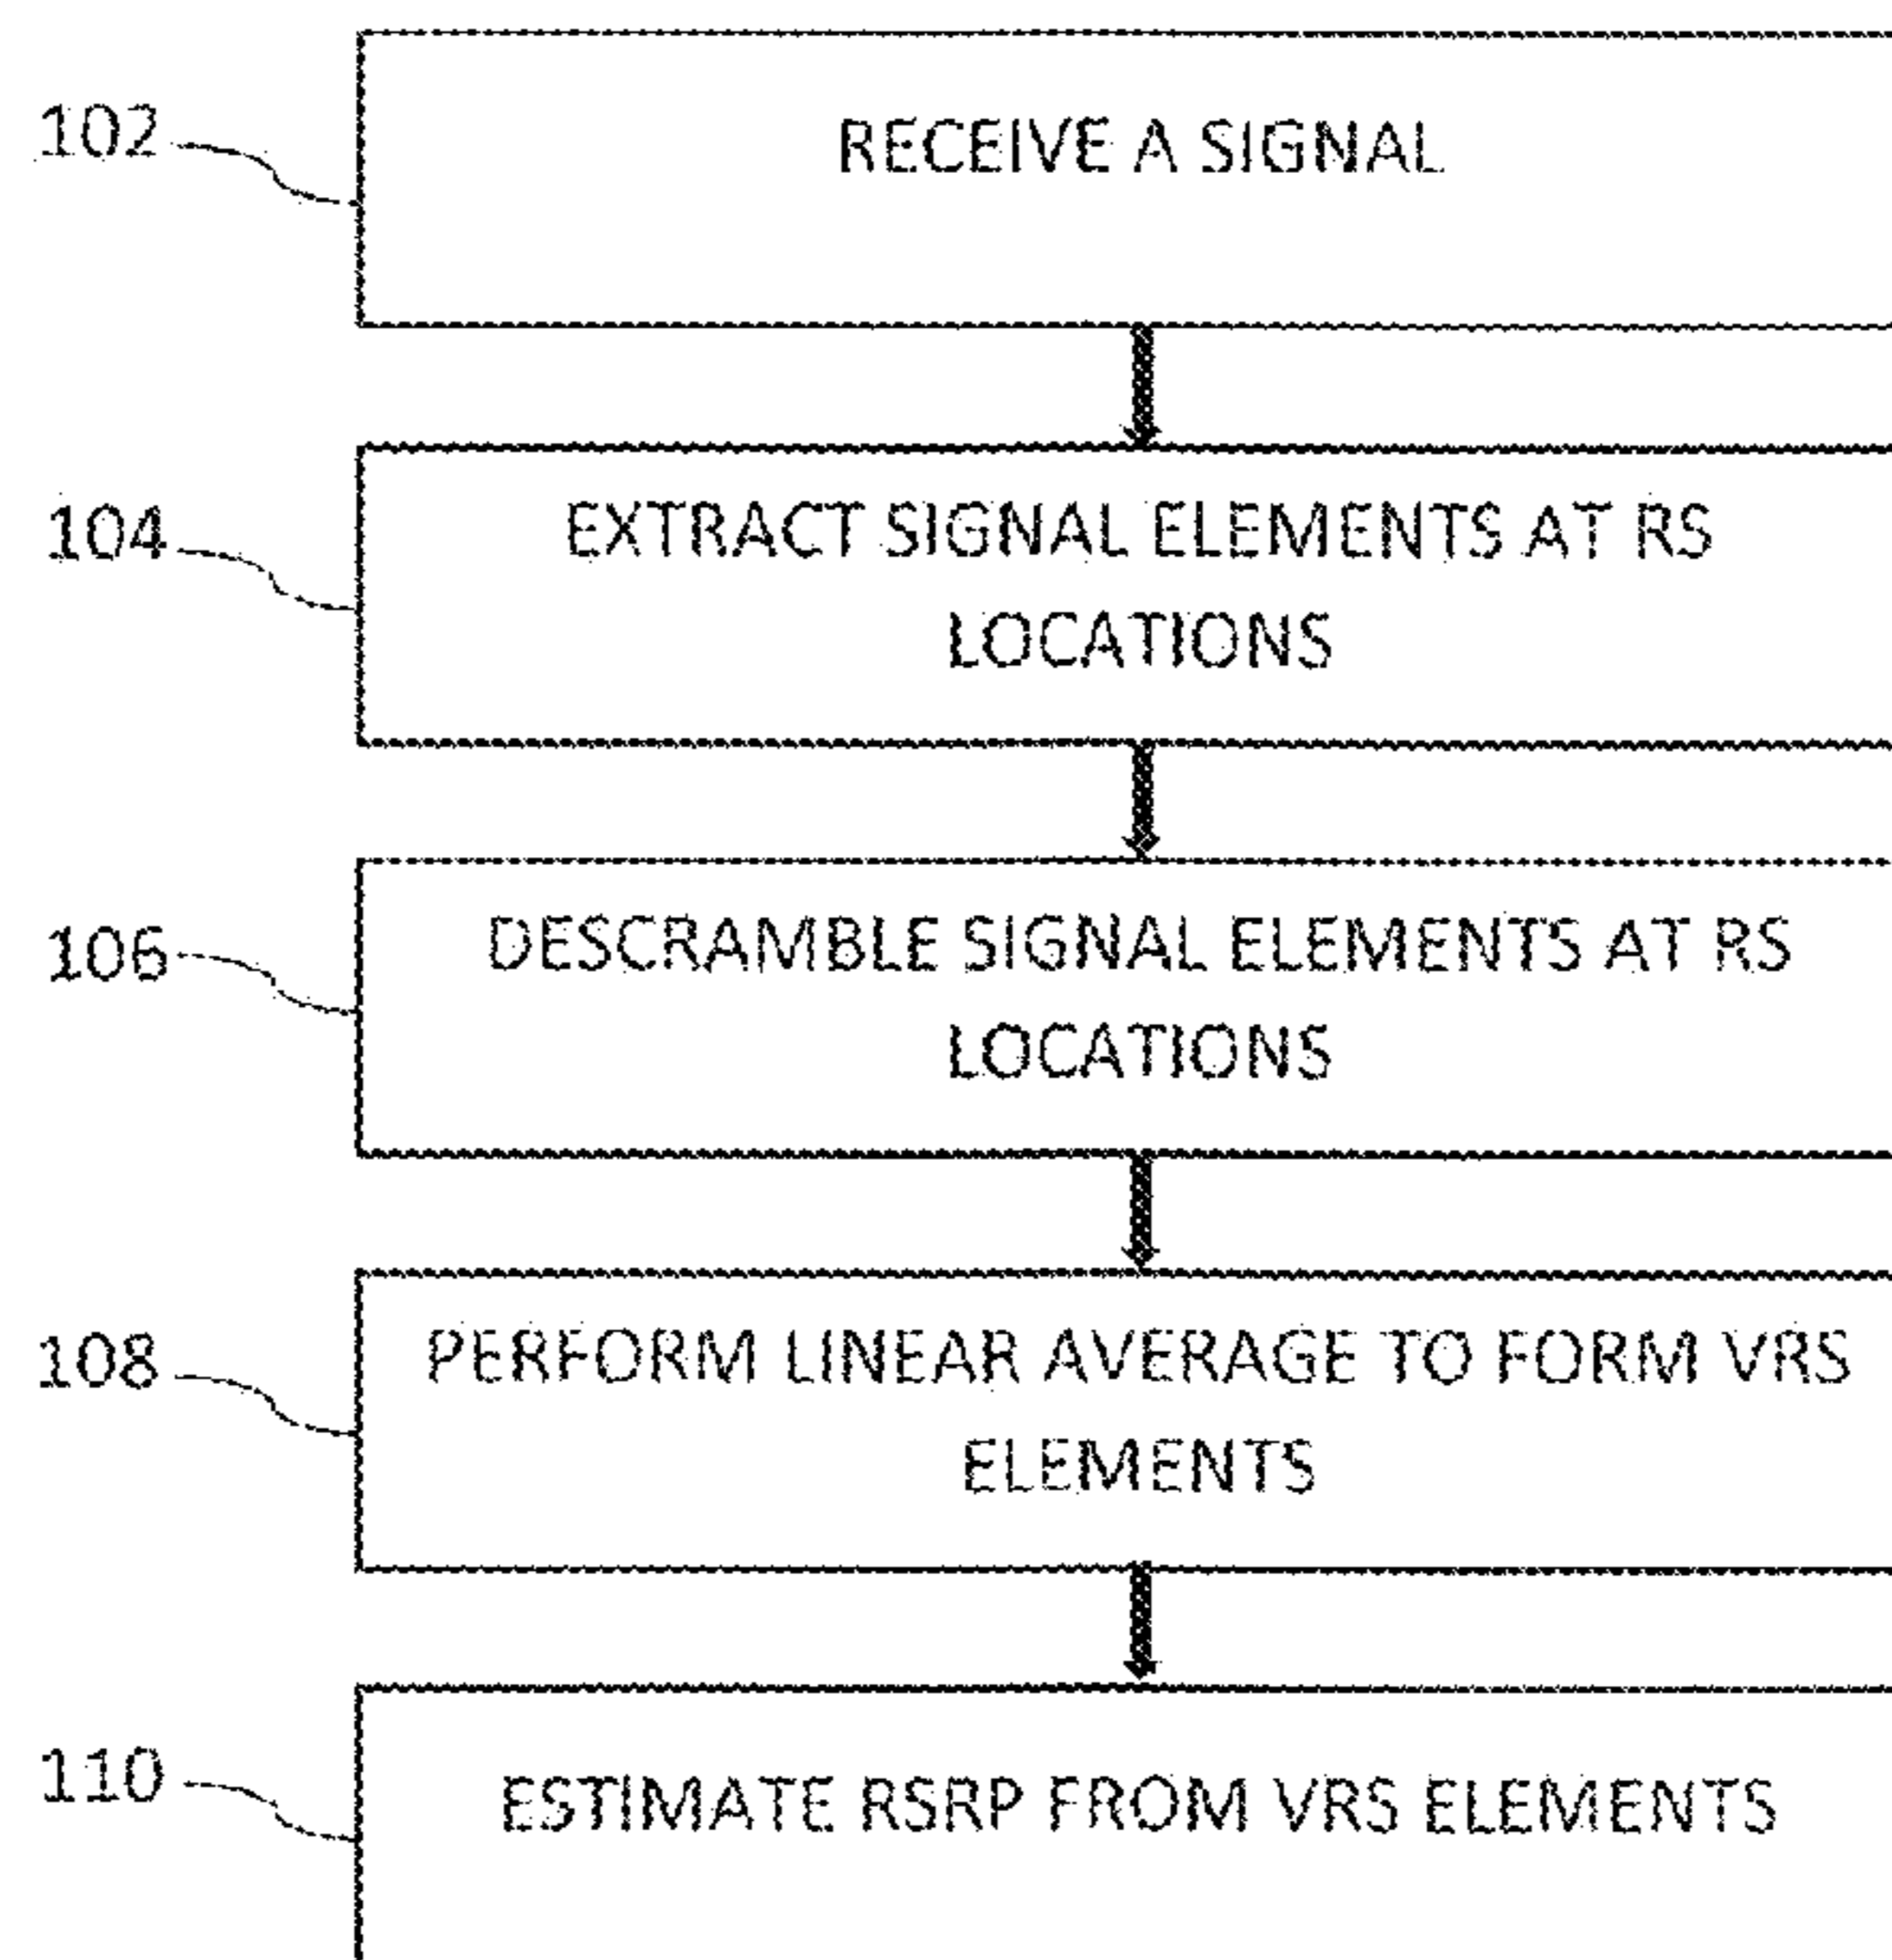 102
RECEIVE A SIGNAL
104
EXTRACT SIGNAL ELEMENTS AT RS
LOCATIONS
106
DESCRAMBLE SIGNAL ELEMENTS AT RS
LOCATIONS
108
PERFORM LINEAR AVERAGE TO FORM VRS
ELEMENTS
110
ESTIMATE RSRP FROM VRS ELEMENTS